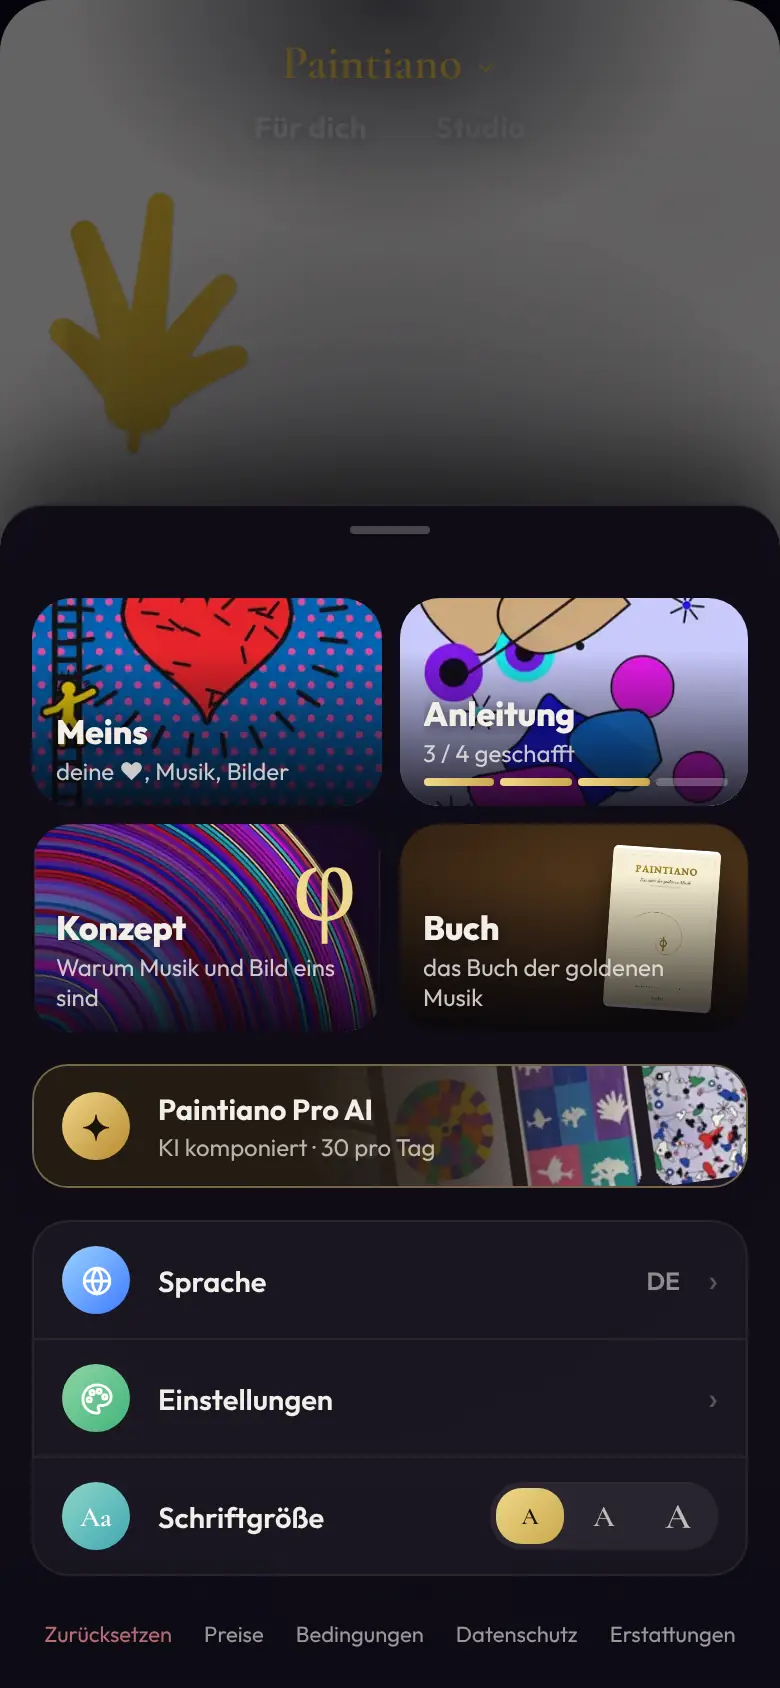 Paintiano
Für dich Studio
Meins
deine ♥, Musik, Bilder
Anleitung
3 / 4 geschafft
Konzept
Warum Musik und Bild eins
sind
φ
Buch
das Buch der goldenen
Musik
PAINTIANO
φ
Paintiano Pro AI
KI komponiert · 30 pro Tag
Sprache DE ›
Einstellungen ›
Aa Schriftgröße A A A
Zurücksetzen Preise Bedingungen Datenschutz Erstattungen